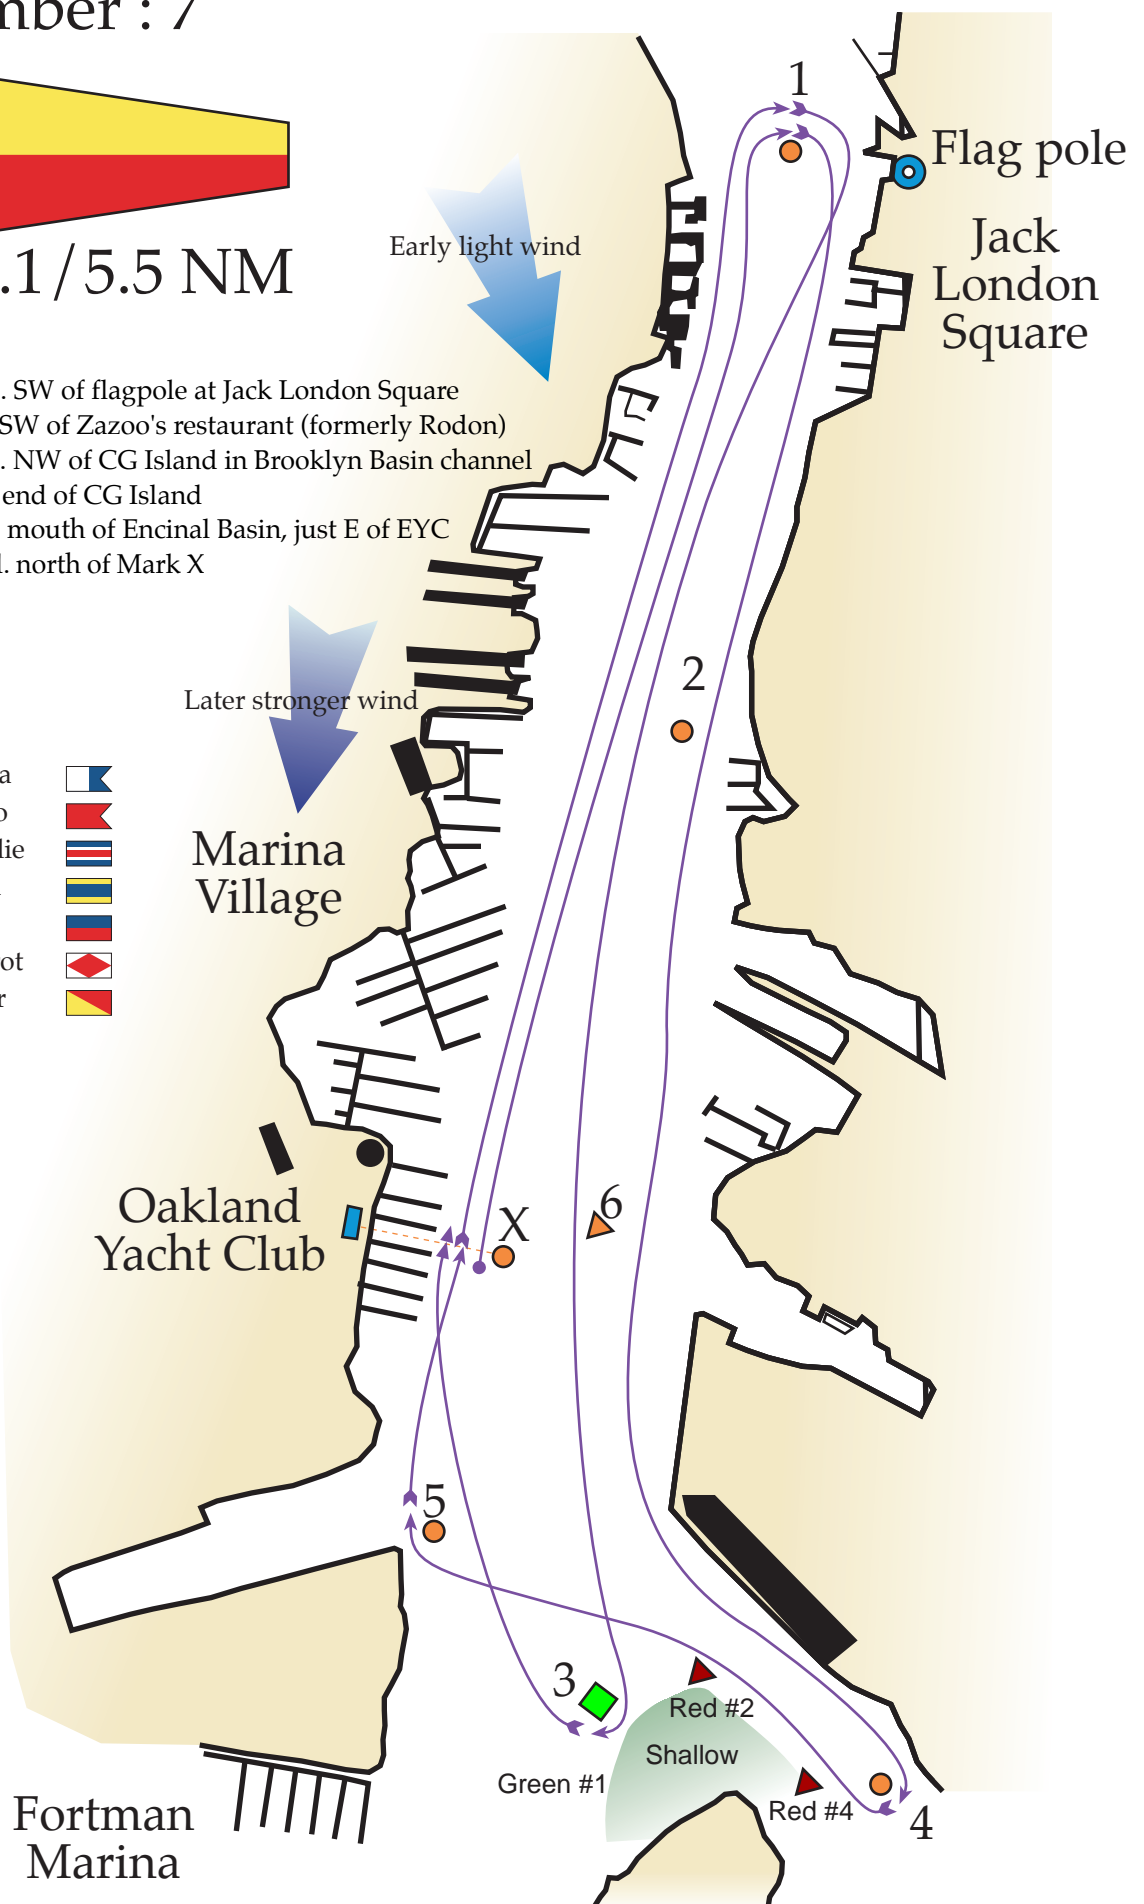 mber : 7
.1/5.5 NM
1
Flag pole
Jack
London
Square
Early light wind
. SW of flagpole at Jack London Square
SW of Zazoo's restaurant (formerly Rodon)
. NW of CG Island in Brooklyn Basin channel
end of CG Island
mouth of Encinal Basin, just E of EYC
l. north of Mark X
2
Later stronger wind
a
o
lie
ot
r
Marina
Village
Oakland
Yacht Club
X
6
5
3
Red #2
Shallow
Green #1
Red #4
4
Fortman
Marina